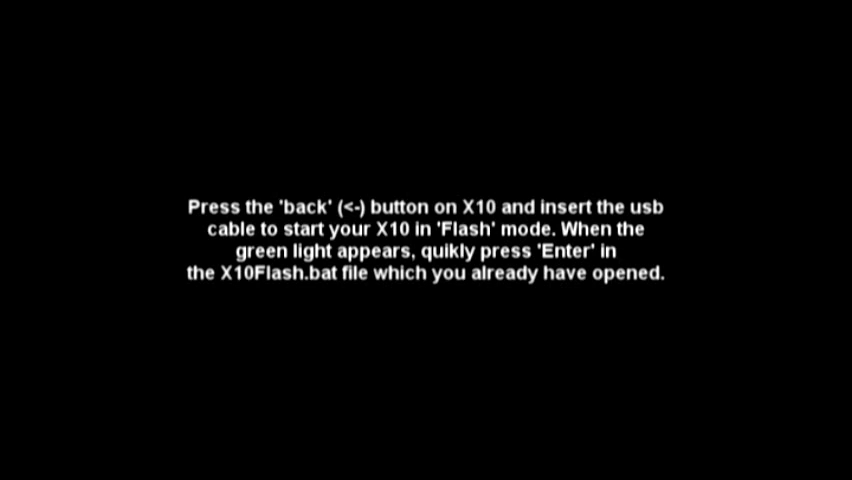 Press the 'back' (<-) button on X10 and insert the usb
cable to start your X10 in 'Flash' mode. When the
green light appears, quikly press 'Enter' in
the X10Flash.bat file which you already have opened.